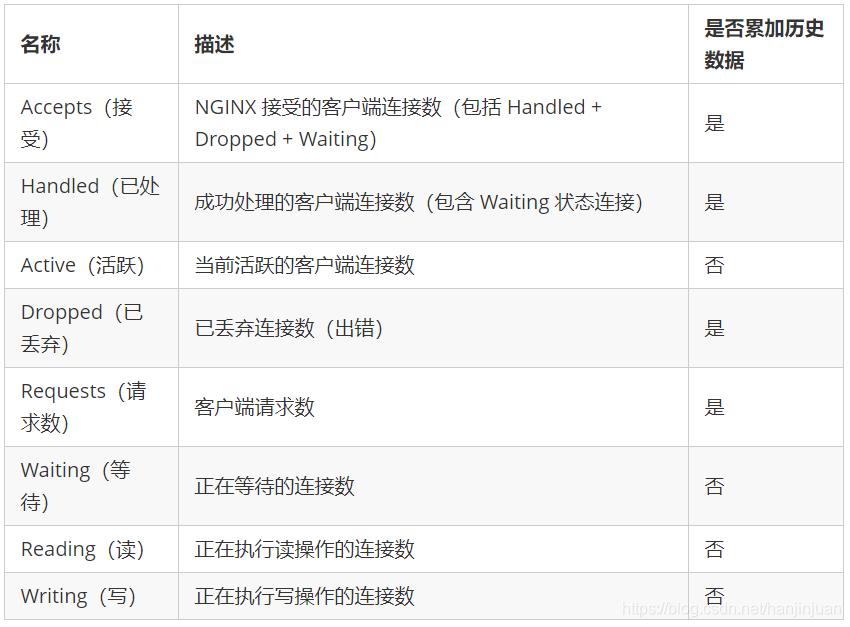 名称 描述 是否累加历史
数据
Accepts（接
受） NGINX 接受的客户端连接数（包括 Handled +
Dropped + Waiting） 是
Handled（已处
理） 成功处理的客户端连接数（包含 Waiting 状态连接） 是
Active（活跃） 当前活跃的客户端连接数 否
Dropped（已
丢弃） 已丢弃连接数（出错） 是
Requests（请
求数） 客户端请求数 是
Waiting（等
待） 正在等待的连接数 否
Reading（读） 正在执行读操作的连接数 否
Writing（写） 正在执行写操作的连接数 否
https://blog.csdn.net/hanjinjuan